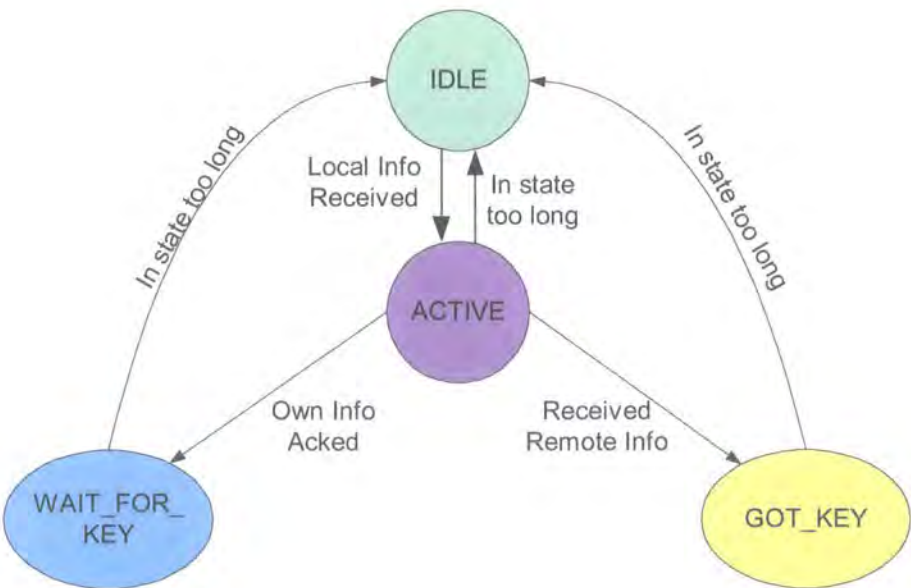 IDLE
In state too long
Local Info
Received
In state
too long
In state too long
ACTIVE
Own Info
Acked
Received
Remote Info
WAIT_FOR_
KEY
GOT_KEY